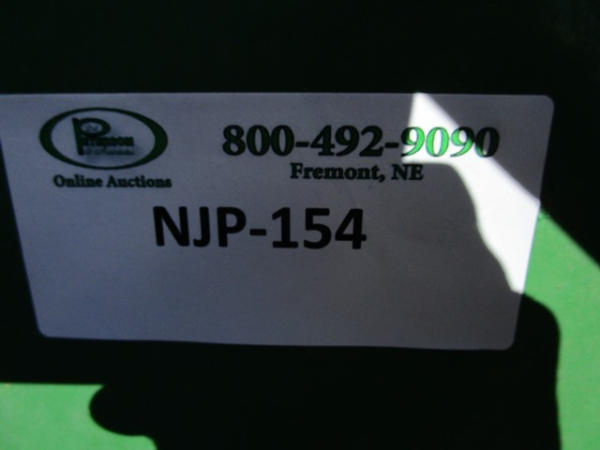 800-492-9090
Fremont, NE
Online Auctions
NJP-154